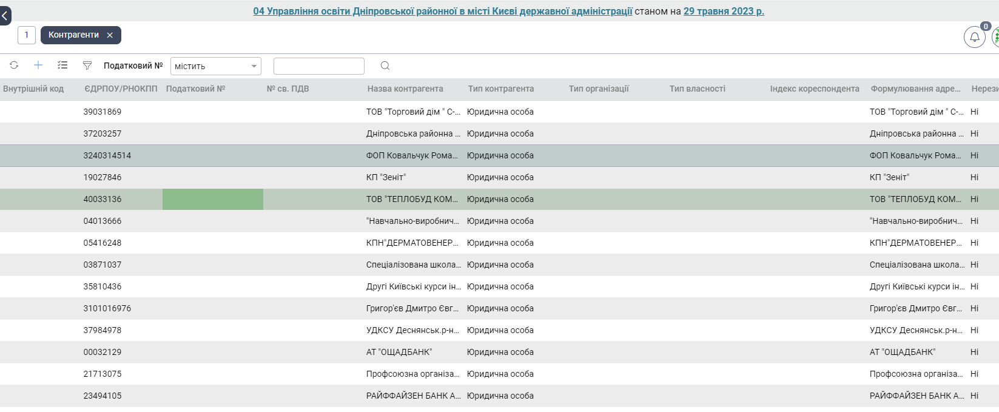 04 Управління освіти Дніпровської районної в місті Києві державної адміністрації станом на 29 травня 2023 р.
1 Контрагенти 0
Податковий № містить
Внутрішній код ЄДРПОУ/РНОКПП Податковий № № св. ПДВ Назва контрагента Тип контрагента Тип організації Тип власності Індекс кореспондента Формулювання адре... Нерези
39031869 ТОВ "Торговий дім " С-... Юридична особа ТОВ "Торговий дім " С-... Ні
37203257 Дніпровська районна ... Юридична особа Дніпровська районна ... Ні
3240314514 ФОП Ковальчук Рома... Юридична особа ФОП Ковальчук Рома... Ні
19027846 КП "Зеніт" Юридична особа КП "Зеніт" Ні
40033136 ТОВ "ТЕПЛОБУД КОМ... Юридична особа ТОВ "ТЕПЛОБУД КОМ... Ні
04013666 "Навчально-виробнич... Юридична особа "Навчально-виробнич... Ні
05416248 КПН"ДЕРМАТОВЕНЕР... Юридична особа КПН"ДЕРМАТОВЕНЕР... Ні
03871037 Спеціалізована школа... Юридична особа Спеціалізована школа... Ні
35810436 Другі Київські курси ін... Юридична особа Другі Київські курси ін... Ні
3101016976 Григор'єв Дмитро Євг... Юридична особа Григор'єв Дмитро Євг... Ні
37984978 УДКСУ Деснянськ.р-н... Юридична особа УДКСУ Деснянськ.р-н... Ні
00032129 АТ "ОЩАДБАНК" Юридична особа АТ "ОЩАДБАНК" Ні
21713075 Профсоюзна організа... Юридична особа Профсоюзна організа... Ні
23494105 РАЙФФАЙЗЕН БАНК А... Юридична особа РАЙФФАЙЗЕН БАНК А... Ні